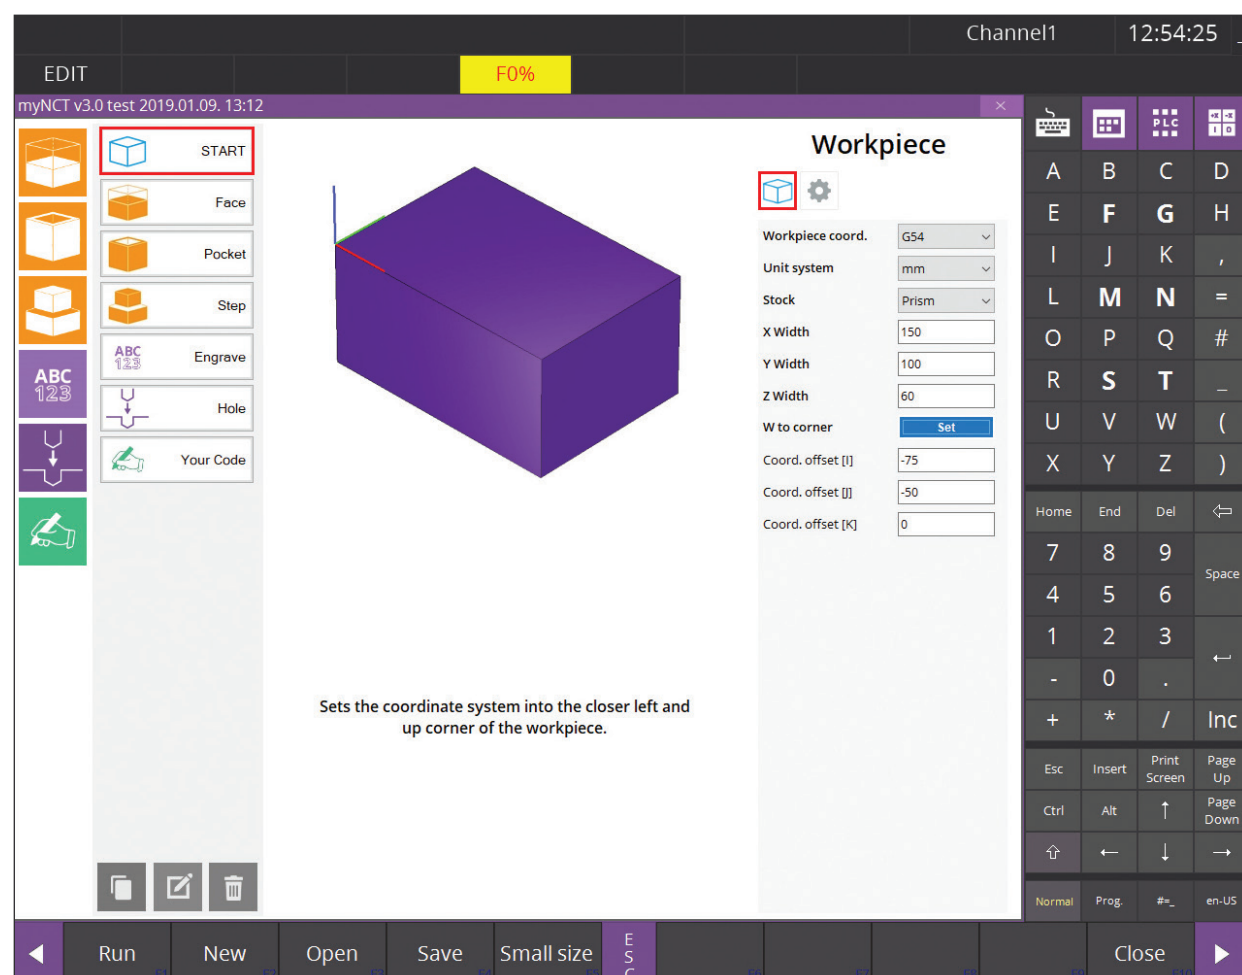 Channel1 12:54:25
EDIT F0%
myNCT v3.0 test 2019.01.09. 13:12
START
Face
Pocket
Step
ABC
123
Engrave
Hole
Your Code
ABC
123
Sets the coordinate system into the closer left and
up corner of the workpiece.
Workpiece
Workpiece coord. G54
Unit system mm
Stock Prism
X Width 150
Y Width 100
Z Width 60
W to corner Set
Coord. offset [I] -75
Coord. offset [J] -50
Coord. offset [K] 0
PLC
+X -X
I O
A B C D
E F G H
I J K ,
L M N =
O P Q #
R S T _
U V W (
X Y Z )
Home End Del
7 8 9
Space
4 5 6
1 2 3
- 0 .
+ * / Inc
Esc Insert Print Screen Page Up
Ctrl Alt ↑ Page Down
⇧ ← ↓ →
Normal Prog. #=_ en-US
Run New Open Save Small size ESC Close